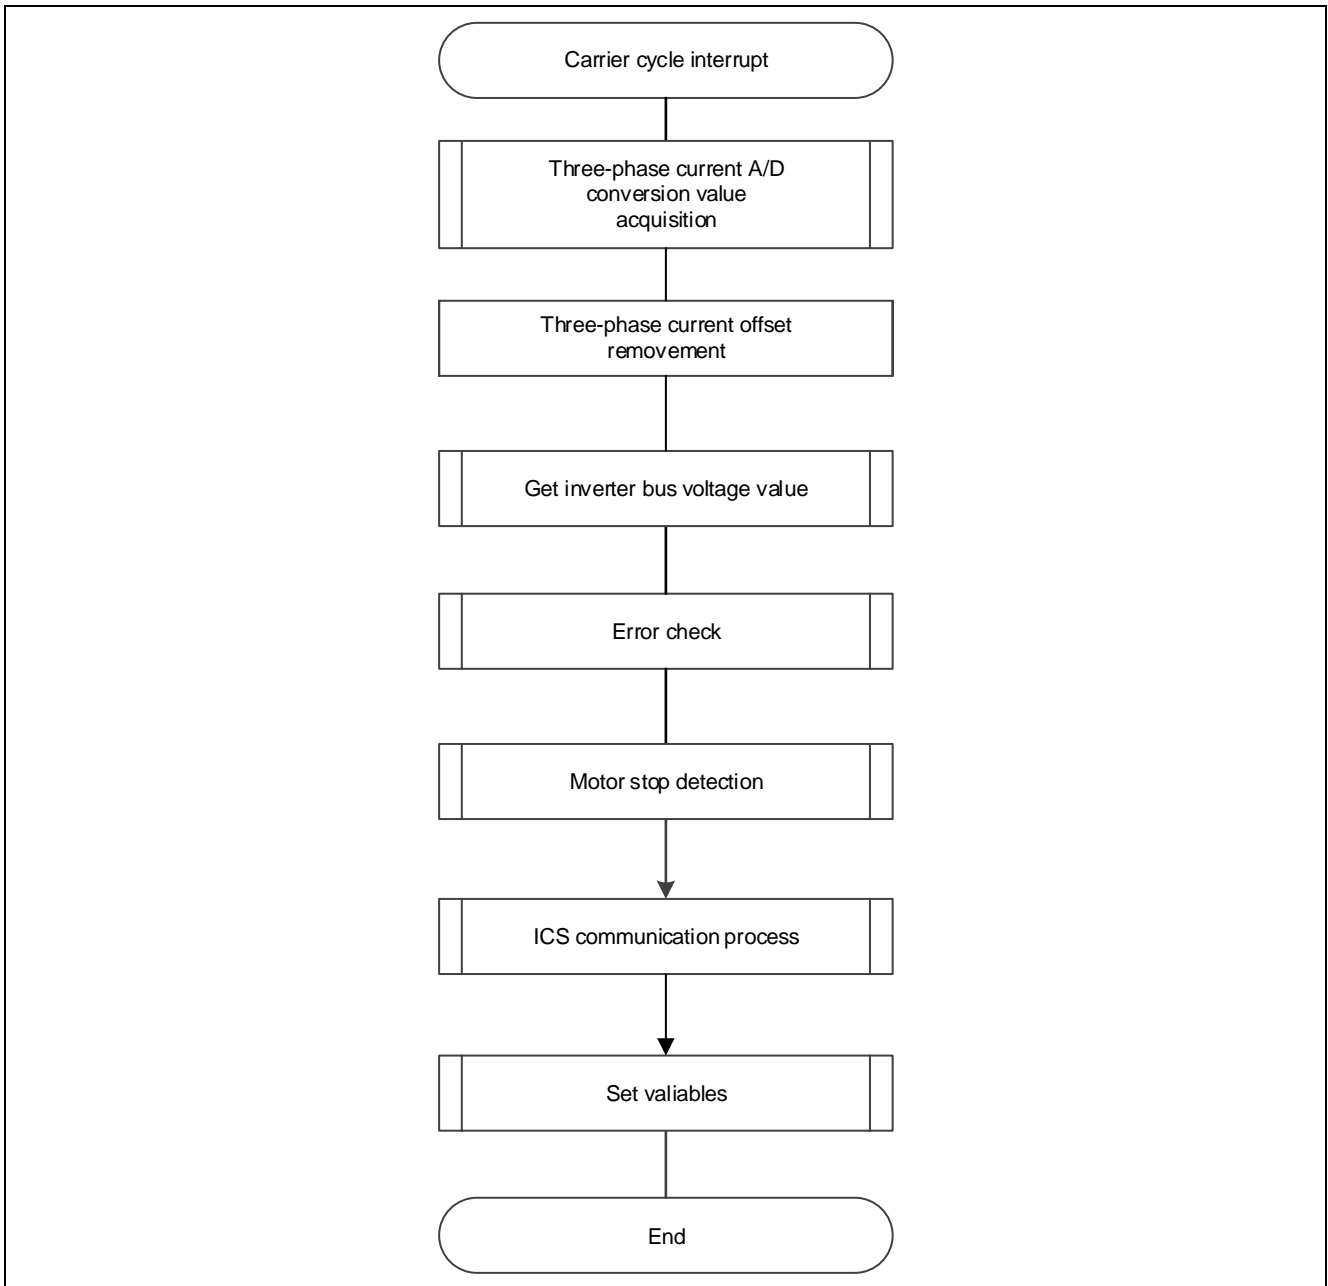 Carrier cycle interrupt
Three-phase current A/D
conversion value
acquisition
Three-phase current offset
removement
Get inverter bus voltage value
Error check
Motor stop detection
ICS communication process
Set valiables
End